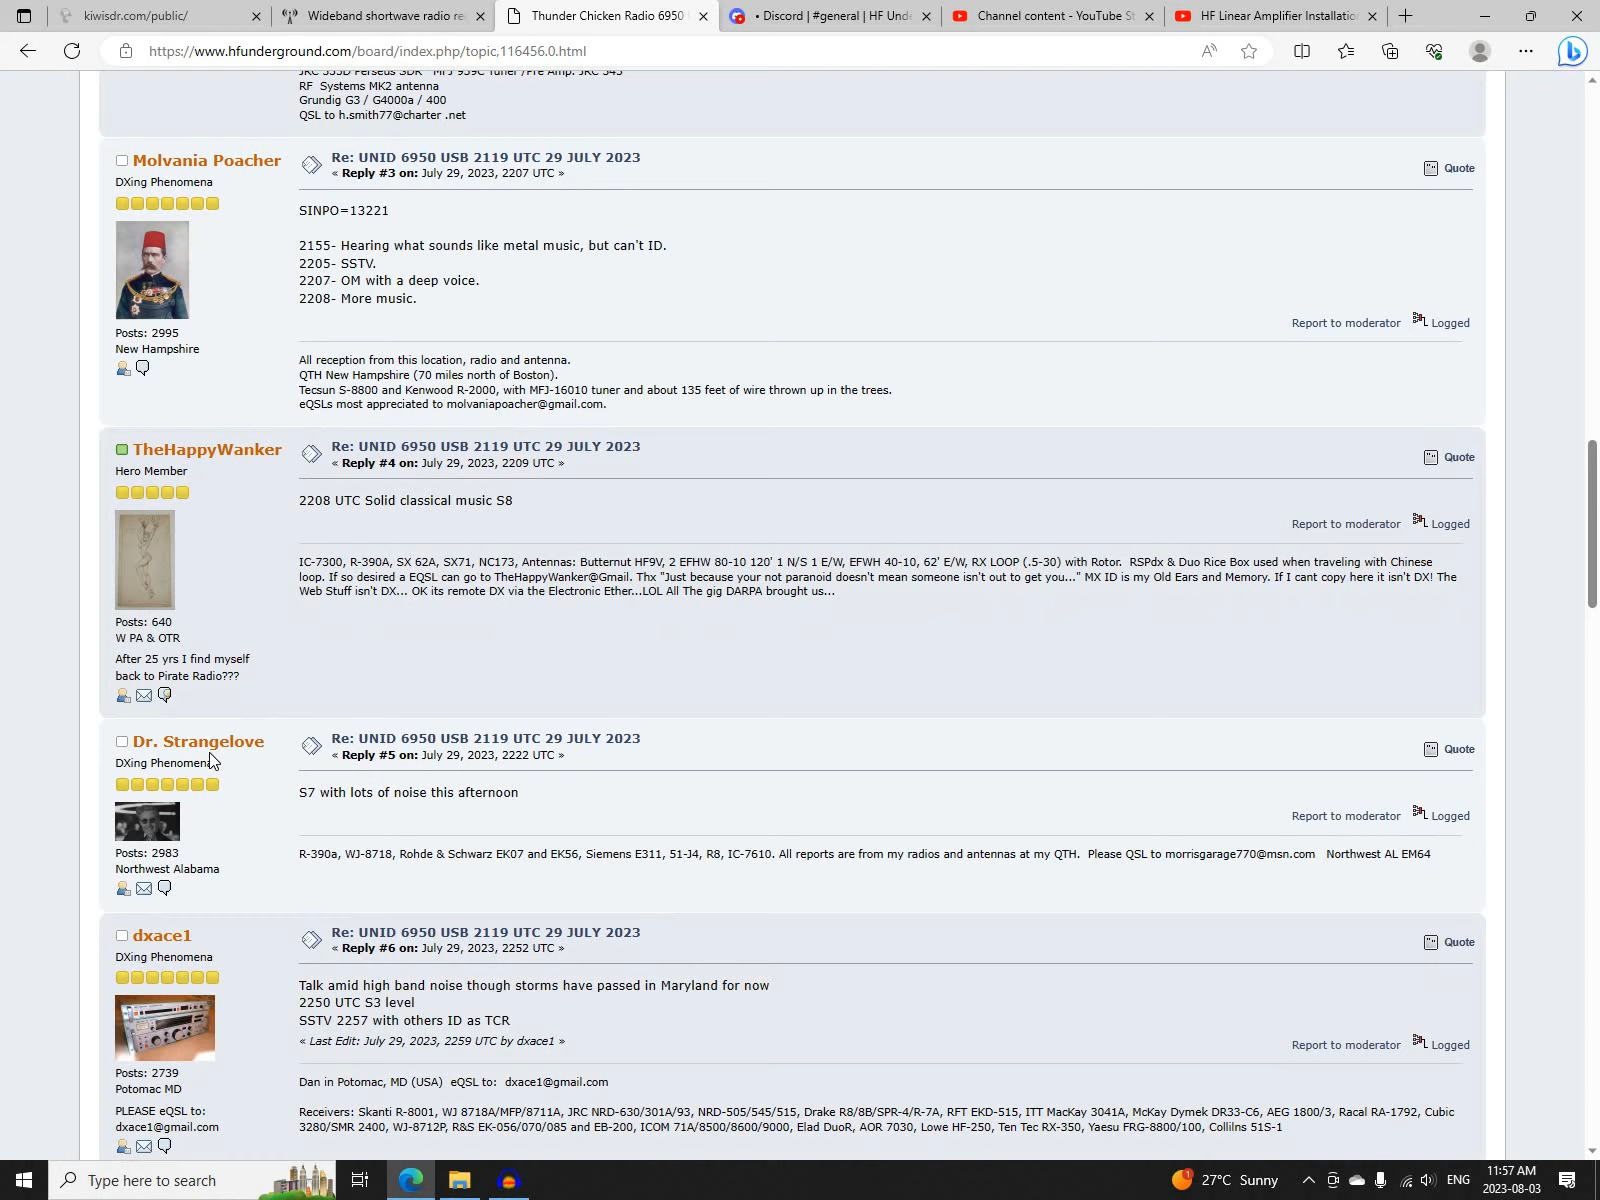 kiwisdr.com/public/
Wideband shortwave radio re
Thunder Chicken Radio 6950
• Discord | #general | HF Und
Channel content - YouTube S
HF Linear Amplifier Installatio
https://www.hfunderground.com/board/index.php/topic,116456.0.html
JRC 535D Perseus SDR MFJ 959C Tuner /Pre Amp. JRC 545
RF Systems MK2 antenna
Grundig G3 / G4000a / 400
QSL to h.smith77@charter .net
Molvania Poacher
DXing Phenomena
Posts: 2995
New Hampshire
Re: UNID 6950 USB 2119 UTC 29 JULY 2023
« Reply #3 on: July 29, 2023, 2207 UTC »
Quote
SINPO=13221
2155- Hearing what sounds like metal music, but can't ID.
2205- SSTV.
2207- OM with a deep voice.
2208- More music.
Report to moderator Logged
All reception from this location, radio and antenna.
QTH New Hampshire (70 miles north of Boston).
Tecsun S-8800 and Kenwood R-2000, with MFJ-16010 tuner and about 135 feet of wire thrown up in the trees.
eQSLs most appreciated to molvaniapoacher@gmail.com.
TheHappyWanker
Hero Member
Posts: 640
W PA & OTR
After 25 yrs I find myself
back to Pirate Radio???
Re: UNID 6950 USB 2119 UTC 29 JULY 2023
« Reply #4 on: July 29, 2023, 2209 UTC »
Quote
2208 UTC Solid classical music S8
Report to moderator Logged
IC-7300, R-390A, SX 62A, SX71, NC173, Antennas: Butternut HF9V, 2 EFHW 80-10 120' 1 N/S 1 E/W, EFWH 40-10, 62' E/W, RX LOOP (.5-30) with Rotor. RSPdx & Duo Rice Box used when traveling with Chinese
loop. If so desired a EQSL can go to TheHappyWanker@Gmail. Thx "Just because your not paranoid doesn't mean someone isn't out to get you..." MX ID is my Old Ears and Memory. If I cant copy here it isn't DX! The
Web Stuff isn't DX... OK its remote DX via the Electronic Ether...LOL All The gig DARPA brought us...
Dr. Strangelove
DXing Phenomena
Posts: 2983
Northwest Alabama
Re: UNID 6950 USB 2119 UTC 29 JULY 2023
« Reply #5 on: July 29, 2023, 2222 UTC »
Quote
S7 with lots of noise this afternoon
Report to moderator Logged
R-390a, WJ-8718, Rohde & Schwarz EK07 and EK56, Siemens E311, 51-J4, R8, IC-7610. All reports are from my radios and antennas at my QTH. Please QSL to morrisgarage770@msn.com Northwest AL EM64
dxace1
DXing Phenomena
Posts: 2739
Potomac MD
PLEASE eQSL to:
dxace1@gmail.com
Re: UNID 6950 USB 2119 UTC 29 JULY 2023
« Reply #6 on: July 29, 2023, 2252 UTC »
Quote
Talk amid high band noise though storms have passed in Maryland for now
2250 UTC S3 level
SSTV 2257 with others ID as TCR
« Last Edit: July 29, 2023, 2259 UTC by dxace1 »
Report to moderator Logged
Dan in Potomac, MD (USA) eQSL to: dxace1@gmail.com
Receivers: Skanti R-8001, WJ 8718A/MFP/8711A, JRC NRD-630/301A/93, NRD-505/545/515, Drake R8/8B/SPR-4/R-7A, RFT EKD-515, ITT MacKay 3041A, McKay Dymek DR33-C6, AEG 1800/3, Racal RA-1792, Cubic
3280/SMR 2400, WJ-8712P, R&S EK-056/070/085 and EB-200, ICOM 71A/8500/8600/9000, Elad DuoR, AOR 7030, Lowe HF-250, Ten Tec RX-350, Yaesu FRG-8800/100, Collilns 51S-1
Type here to search
1
27°C Sunny
ENG
11:57 AM
2023-08-03